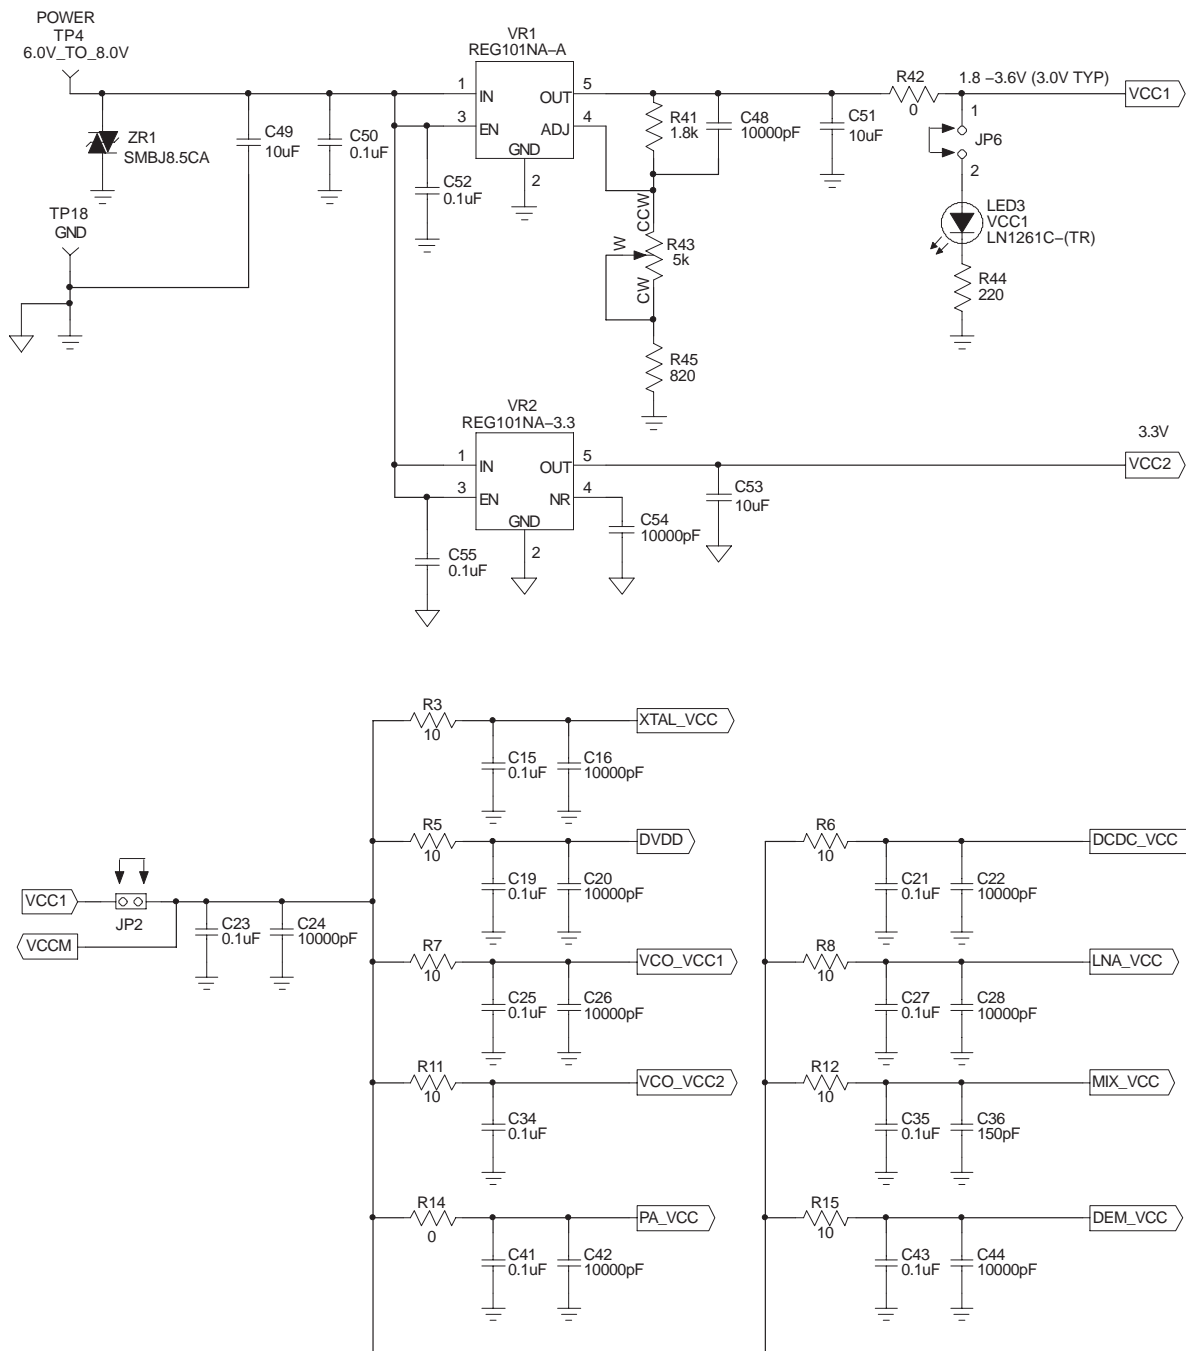 POWER
TP4
6.0V_TO_8.0V
ZR1
SMBJ8.5CA
C49
10uF
C50
0.1uF
TP18
GND
VR1
REG101NA–A
1
IN
3
EN
GND
2
OUT
5
ADJ
4
C52
0.1uF
R41
1.8k
C48
10000pF
C51
10uF
R42
0
1.8 –3.6V (3.0V TYP)
VCC1
1
JP6
2
LED3
VCC1
LN1261C–(TR)
R44
220
CCW
W
CW
R43
5k
R45
820
VR2
REG101NA–3.3
1
IN
3
EN
GND
2
OUT
5
NR
4
C55
0.1uF
C54
10000pF
C53
10uF
3.3V
VCC2
VCC1
JP2
VCCM
C23
0.1uF
C24
10000pF
R3
10
C15
0.1uF
C16
10000pF
XTAL_VCC
R5
10
C19
0.1uF
C20
10000pF
DVDD
R7
10
C25
0.1uF
C26
10000pF
VCO_VCC1
R11
10
C34
0.1uF
VCO_VCC2
R14
0
C41
0.1uF
C42
10000pF
PA_VCC
R6
10
C21
0.1uF
C22
10000pF
DCDC_VCC
R8
10
C27
0.1uF
C28
10000pF
LNA_VCC
R12
10
C35
0.1uF
C36
150pF
MIX_VCC
R15
10
C43
0.1uF
C44
10000pF
DEM_VCC